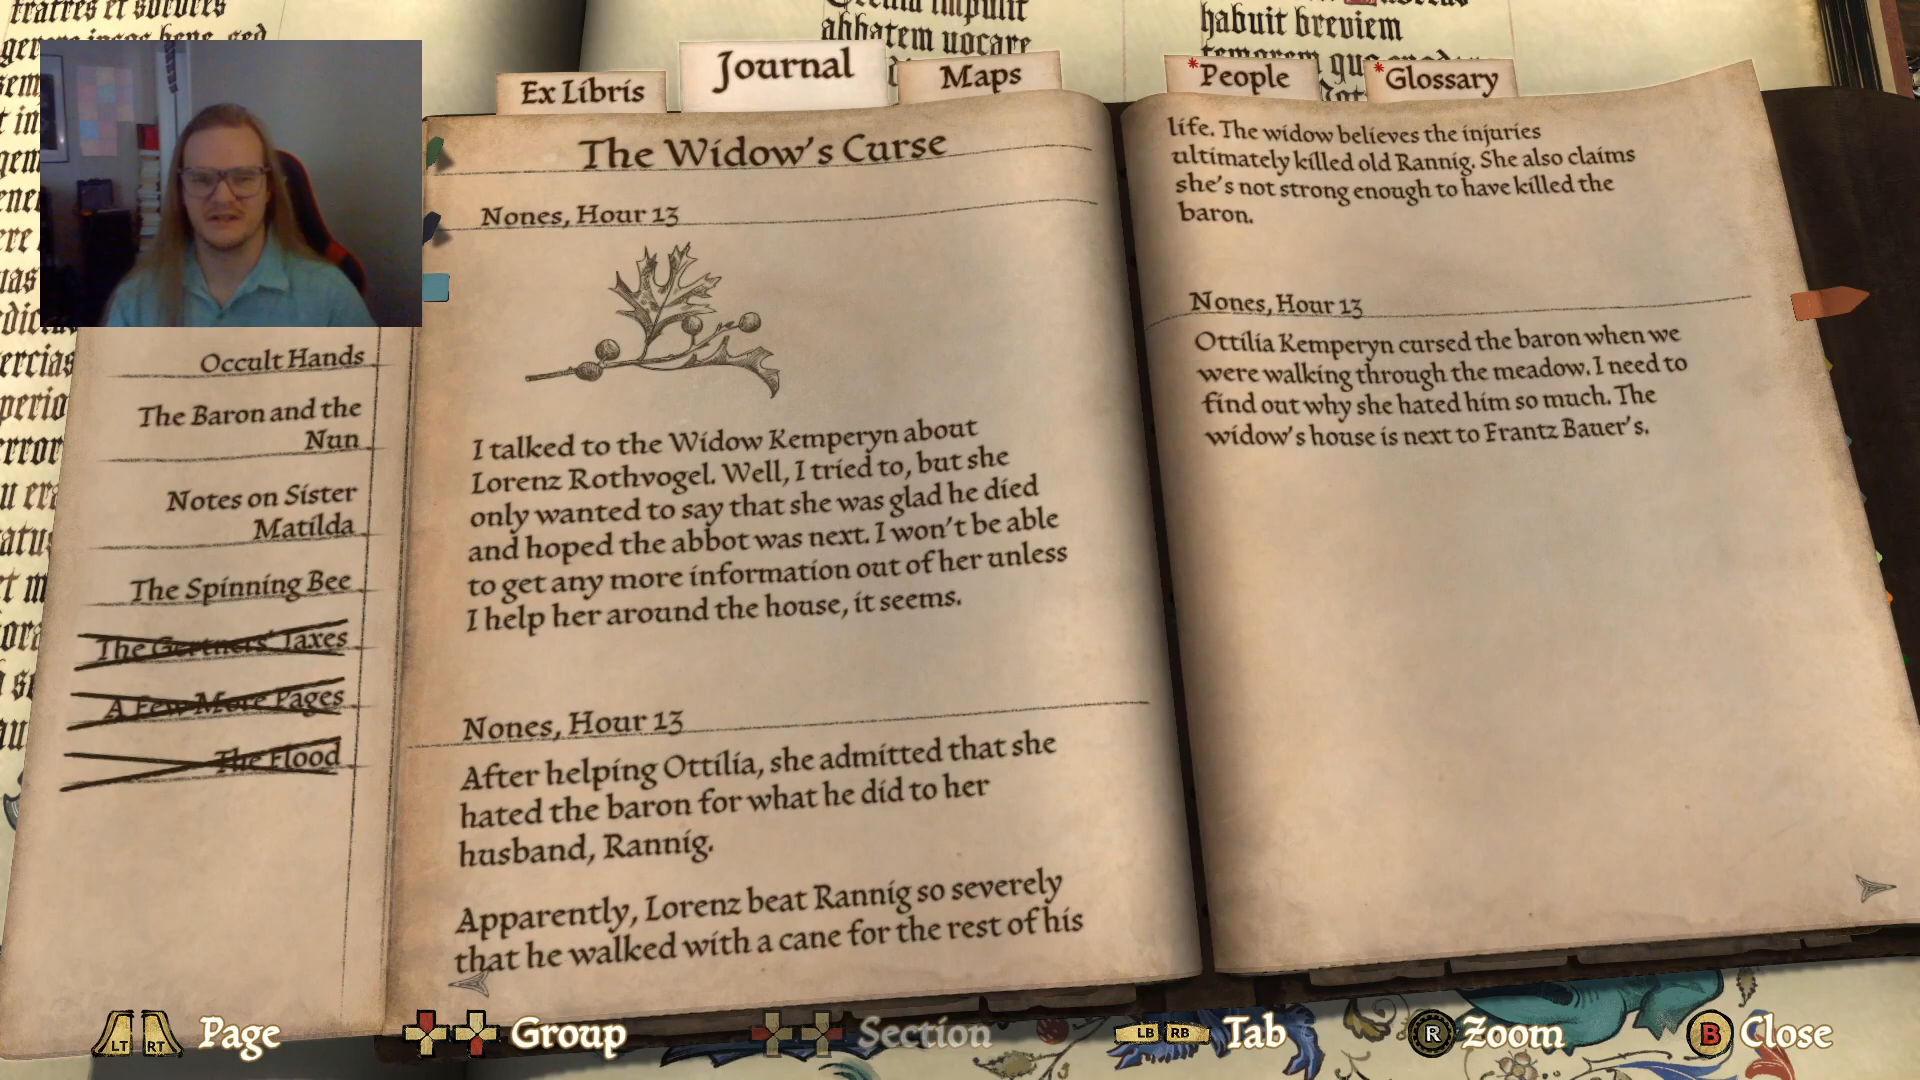 fratres et sorores
habuit breviem
abbatem uocare
Ex Libris
Journal
Maps
*People
*Glossary
The Widow's Curse
Nones, Hour 13
I talked to the Widow Kemperyn about
Lorenz Rothvogel. Well, I tried to, but she
only wanted to say that she was glad he died
and hoped the abbot was next. I won't be able
to get any more information out of her unless
I help her around the house, it seems.
Nones, Hour 13
After helping Ottilia, she admitted that she
hated the baron for what he did to her
husband, Rannig.
Apparently, Lorenz beat Rannig so severely
that he walked with a cane for the rest of his
life. The widow believes the injuries
ultimately killed old Rannig. She also claims
she's not strong enough to have killed the
baron.
Nones, Hour 13
Ottilia Kemperyn cursed the baron when we
were walking through the meadow. I need to
find out why she hated him so much. The
widow's house is next to Frantz Bauer's.
Occult Hands
The Baron and the
Nun
Notes on Sister
Matilda
The Spinning Bee
The Gertners' Taxes
A Few More Pages
The Flood
LT RT Page
Group
Section
LB RB Tab
R Zoom
B Close